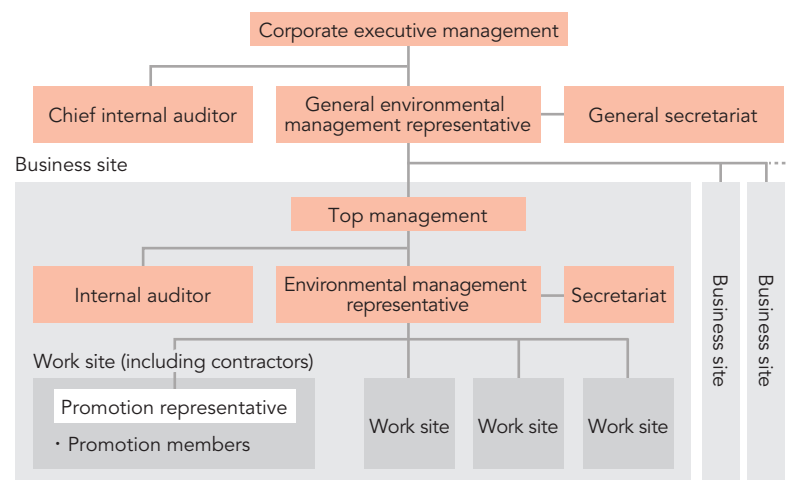 Corporate executive management
Chief internal auditor
General environmental
management representative
General secretariat
Business site
Top management
Internal auditor
Environmental management
representative
Secretariat
Business site
Business site
Work site (including contractors)
Promotion representative
・Promotion members
Work site
Work site
Work site